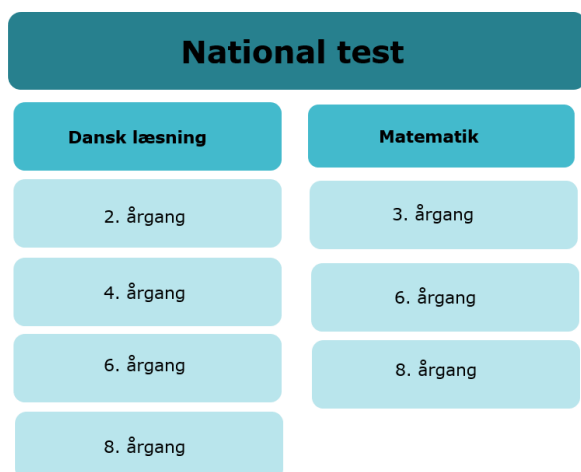 National test
Dansk læsning
2. årgang
4. årgang
6. årgang
8. årgang
Matematik
3. årgang
6. årgang
8. årgang